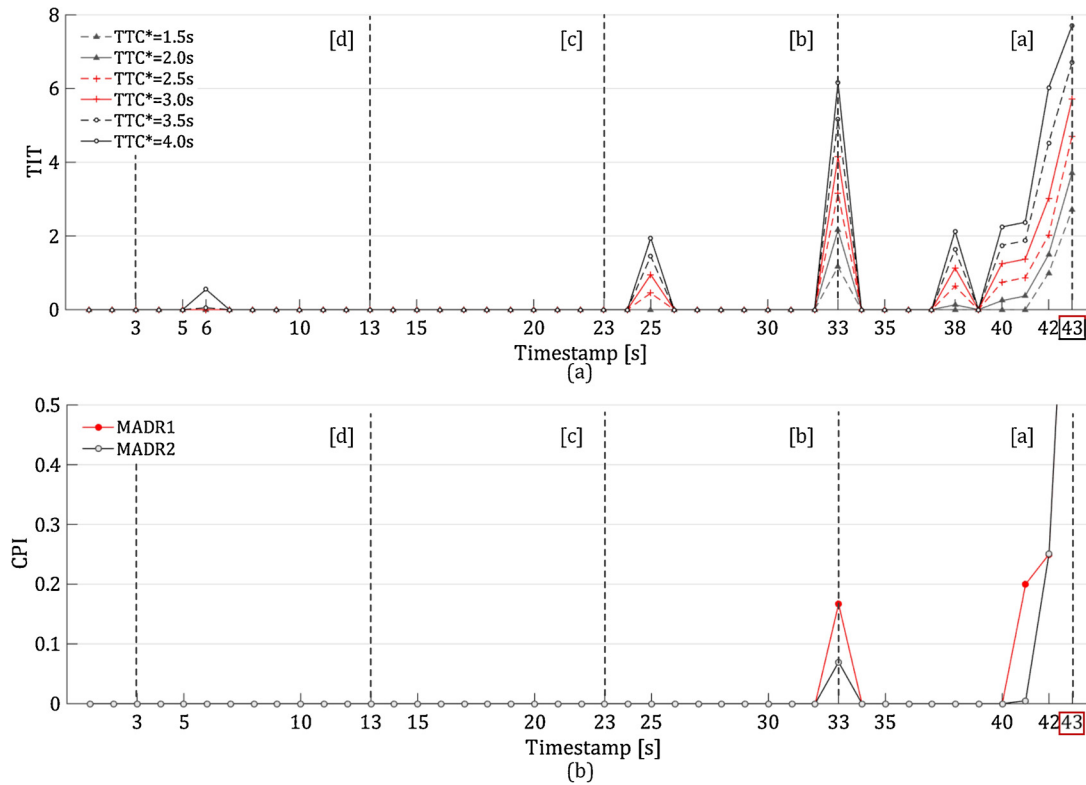 8
6
4
2
0
TIT
TTC*=1.5s
TTC*=2.0s
TTC*=2.5s
TTC*=3.0s
TTC*=3.5s
TTC*=4.0s
[d] [c] [b] [a]
3 5 6 10 13 15 20 23 25 30 33 35 38 40 42 43
Timestamp [s]
(a)
0.5
0.4
0.3
0.2
0.1
0
CPI
MADR1
MADR2
[d] [c] [b] [a]
3 5 10 13 15 20 23 25 30 33 35 40 42 43
Timestamp [s]
(b)